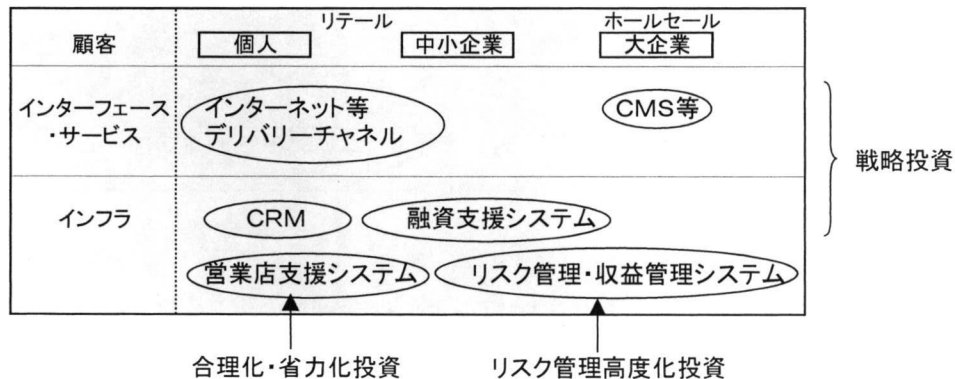 リテール ホールセール
顧客 個人 中小企業 大企業
インターフェース インターネット等 CMS等
・サービス デリバリーチャネル
戦略投資
インフラ CRM 融資支援システム
営業店支援システム リスク管理・収益管理システム
合理化・省力化投資 リスク管理高度化投資